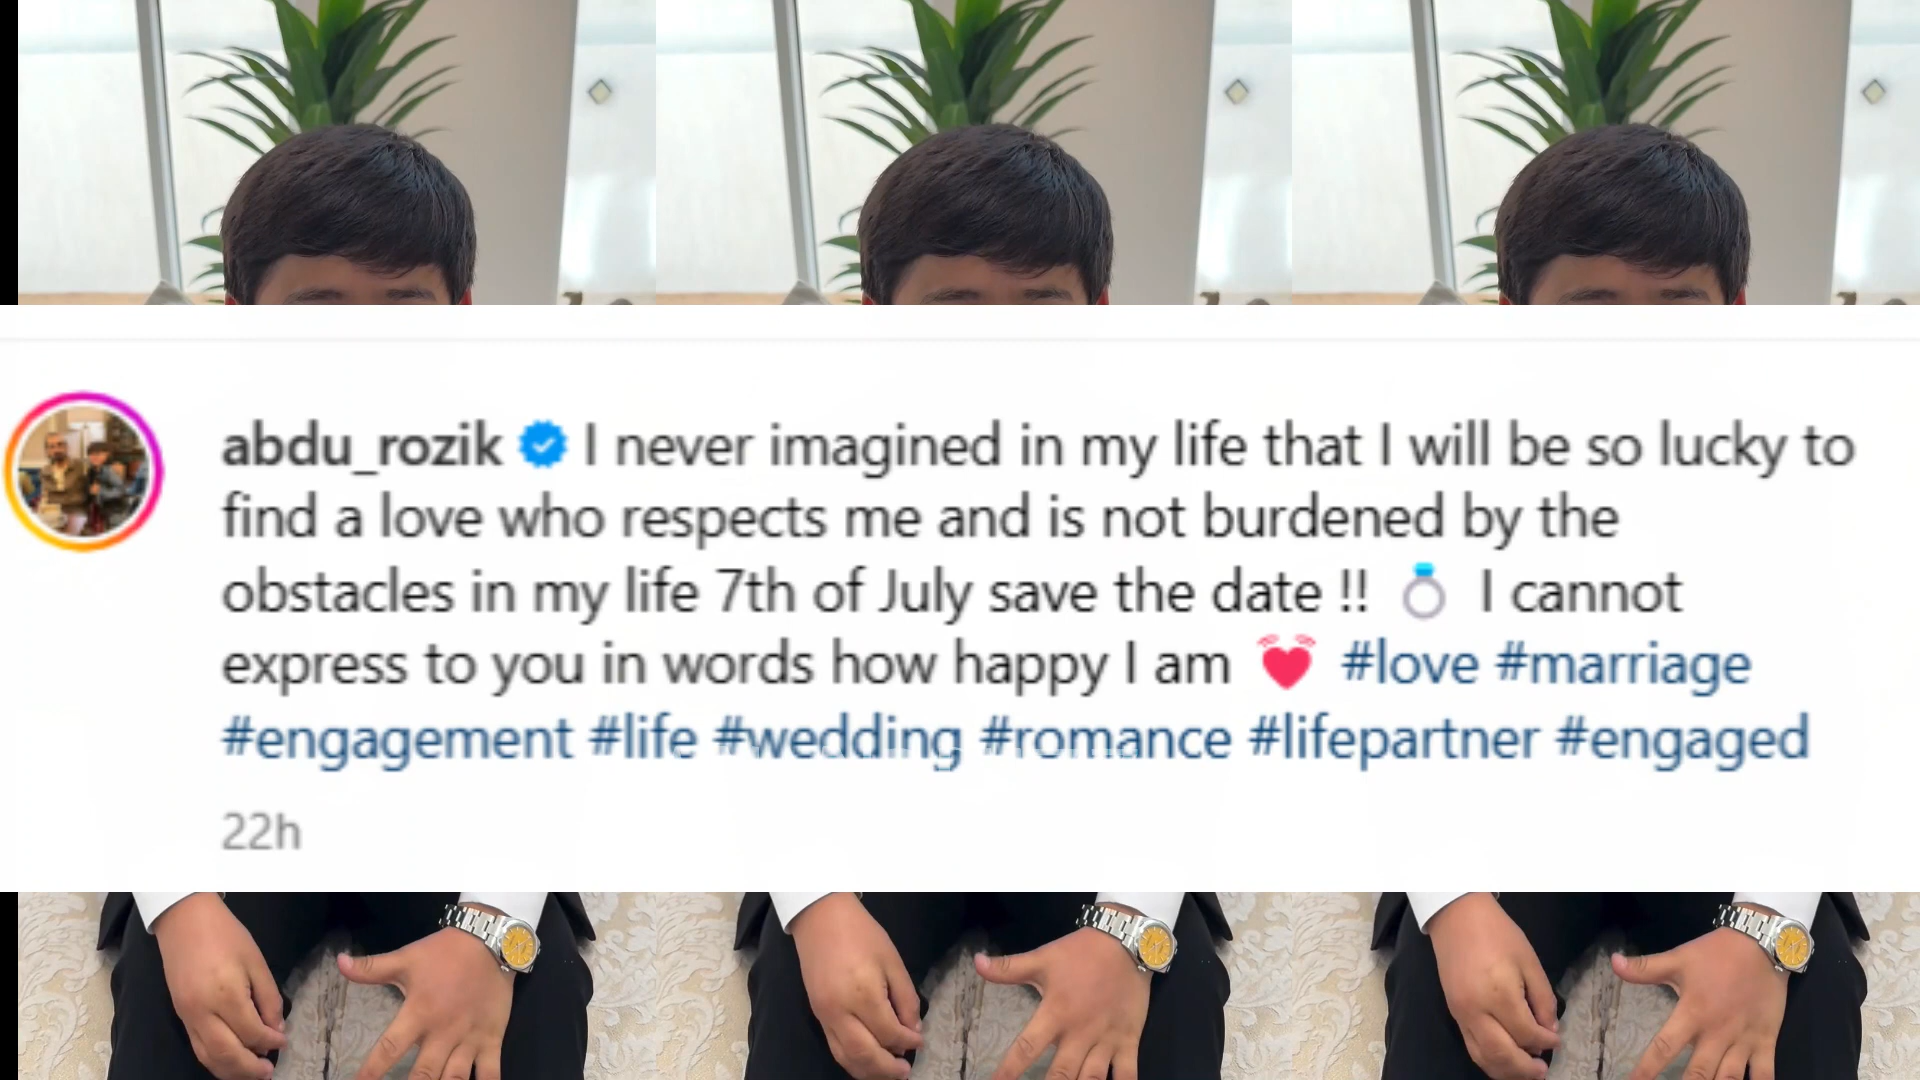 abdu_rozik I never imagined in my life that I will be so lucky to
find a love who respects me and is not burdened by the
obstacles in my life 7th of July save the date !! 💍 I cannot
express to you in words how happy I am 💓 #love #marriage
#engagement #life #wedding #romance #lifepartner #engaged
22h